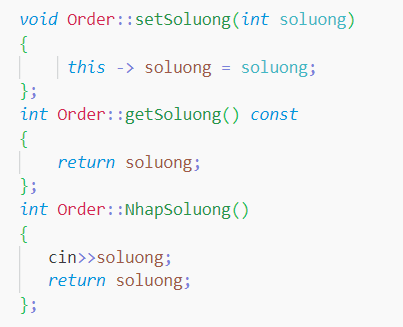 void Order::setSoluong(int soluong)
{
this -> soluong = soluong;
};
int Order::getSoluong() const
{
return soluong;
};
int Order::NhapSoluong()
{
cin>>soluong;
return soluong;
};